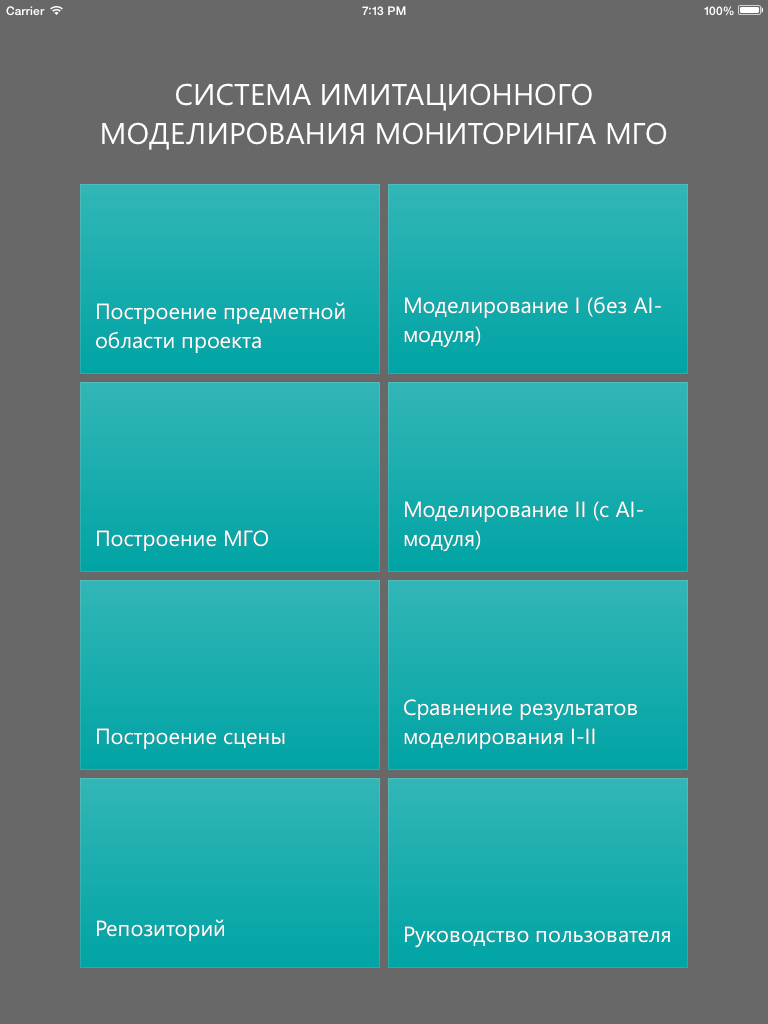 Carrier
7:13 PM
100%
СИСТЕМА ИМИТАЦИОННОГО
МОДЕЛИРОВАНИЯ МОНИТОРИНГА МГО
Построение предметной
области проекта
Моделирование I (без AI-
модуля)
Построение МГО
Моделирование II (с AI-
модуля)
Построение сцены
Сравнение результатов
моделирования I-II
Репозиторий
Руководство пользователя